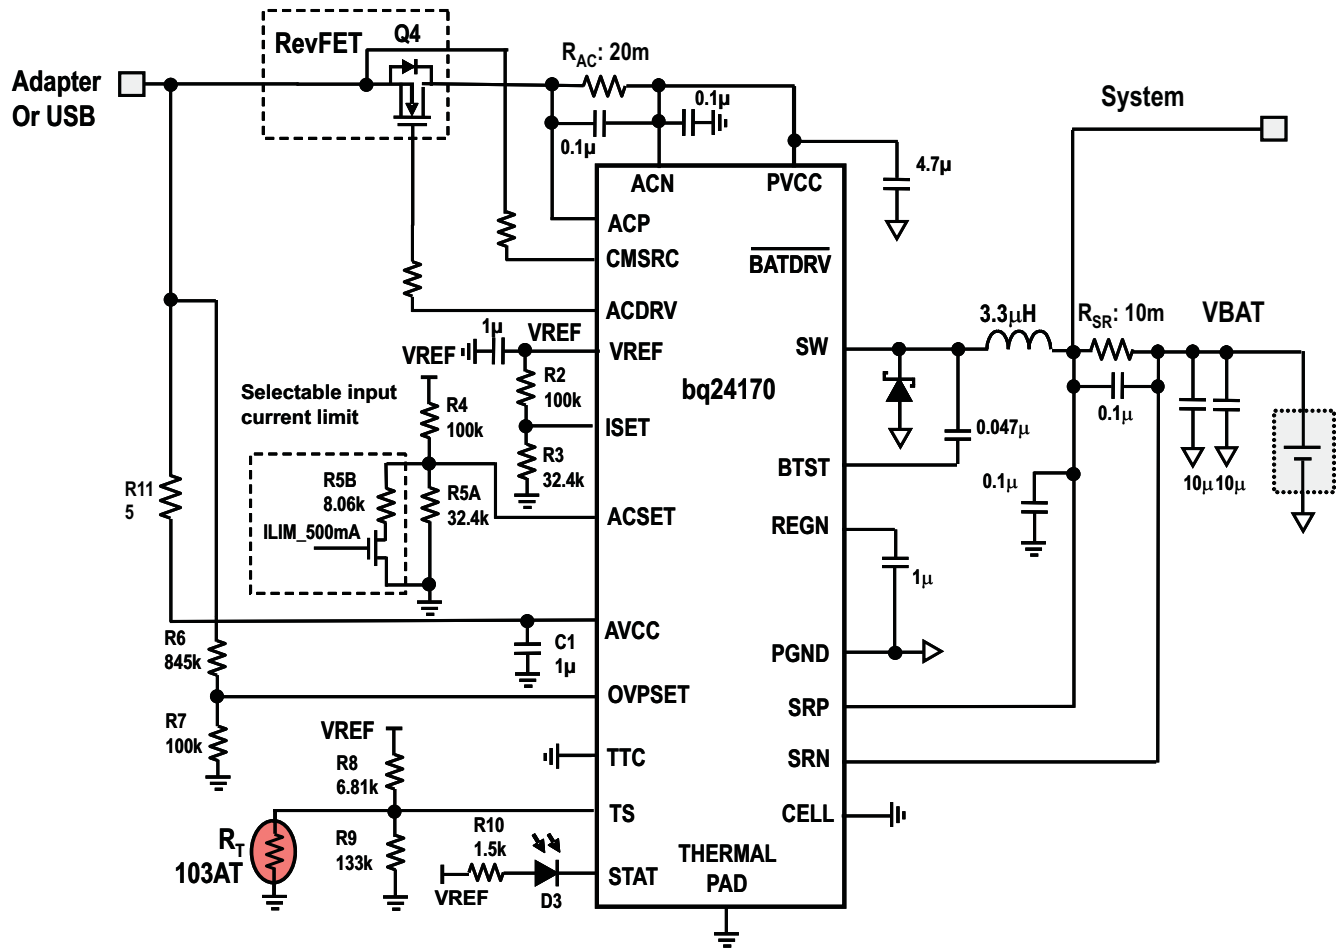 RevFET
Q4
R_AC: 20m
Adapter
Or USB
0.1µ
0.1µ
System
4.7µ
ACN
PVCC
ACP
CMSRC
BATDRV
ACDRV
3.3µH
R_SR: 10m
VBAT
1µ
VREF
VREF
VREF
SW
bq24170
Selectable input
current limit
R4
100k
R2
100k
ISET
0.1µ
0.047µ
R3
32.4k
BTST
R5B
8.06k
R5A
32.4k
0.1µ
10µ
10µ
R11
5
ILIM_500mA
ACSET
REGN
1µ
R6
845k
C1
1µ
AVCC
PGND
OVPSET
SRP
R7
100k
VREF
R8
6.81k
TTC
SRN
TS
CELL
R_T
103AT
R9
133k
R10
1.5k
VREF
D3
STAT
THERMAL
PAD